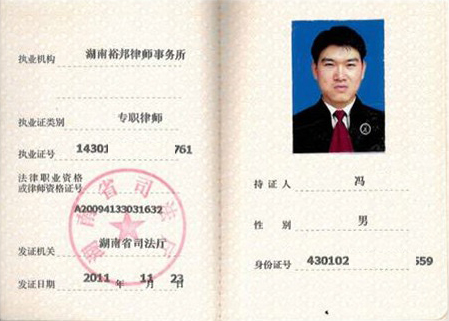 执业机构 湖南裕邦律师事务所
执业证类别 专职律师
执业证号 14301 761
法律职业资格
或律师资格证号
A20094133031632
发证机关 湖南省司法厅
发证日期 2011 年 11 月 23 日
湖南省司法厅
持证人 冯
性别 男
身份证号 430102 559